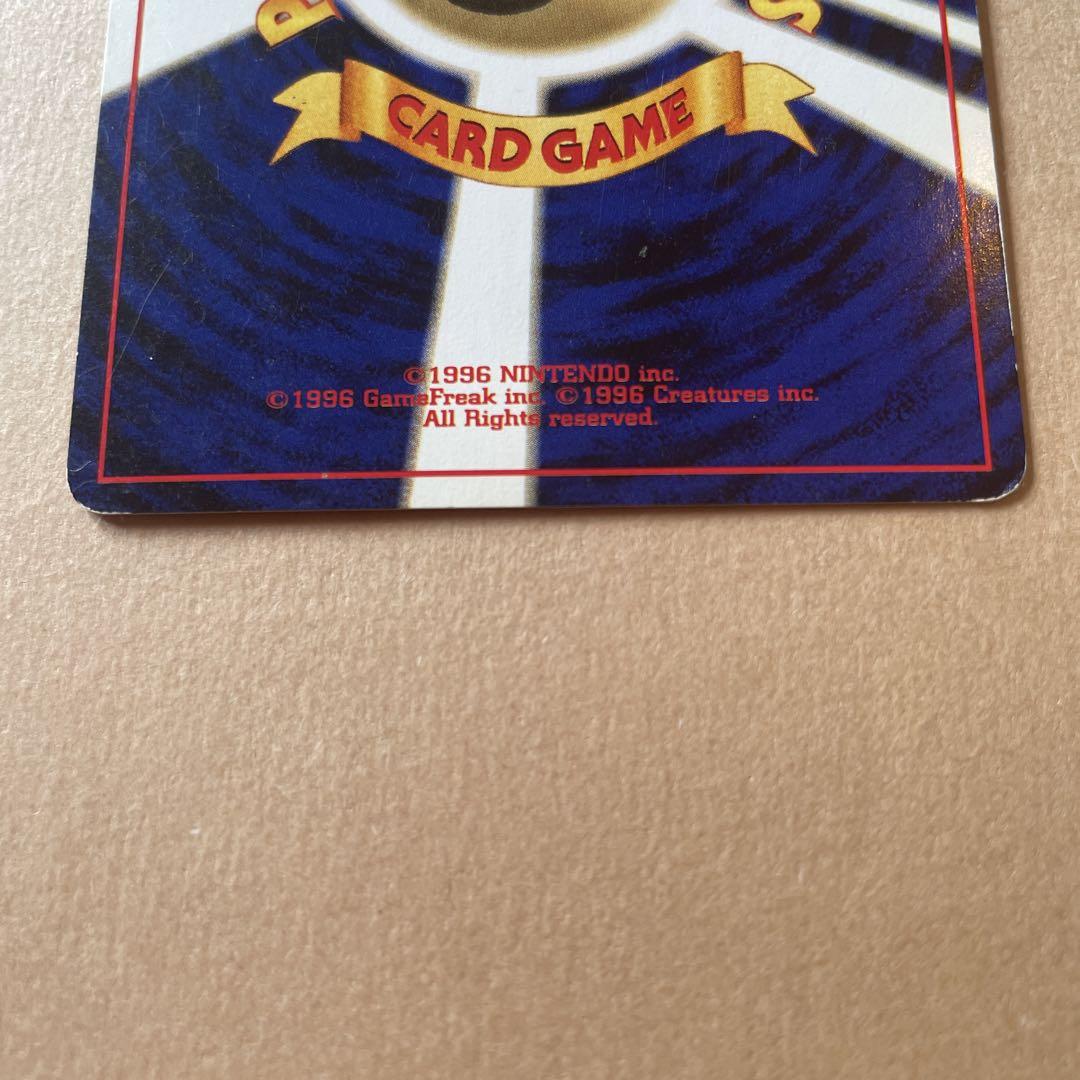 P S
CARD GAME
©1996 NINTENDO inc.
©1996 GameFreak inc. ©1996 Creatures inc.
All Rights reserved.